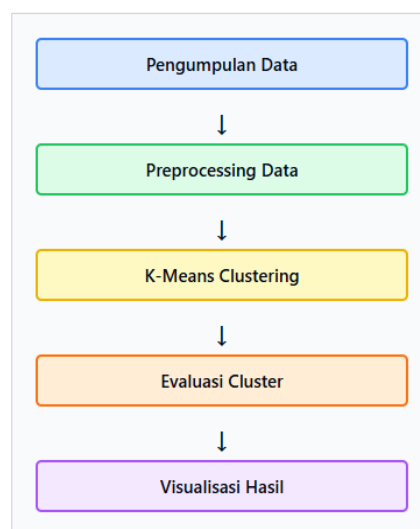 Pengumpulan Data
↓
Preprocessing Data
↓
K-Means Clustering
↓
Evaluasi Cluster
↓
Visualisasi Hasil